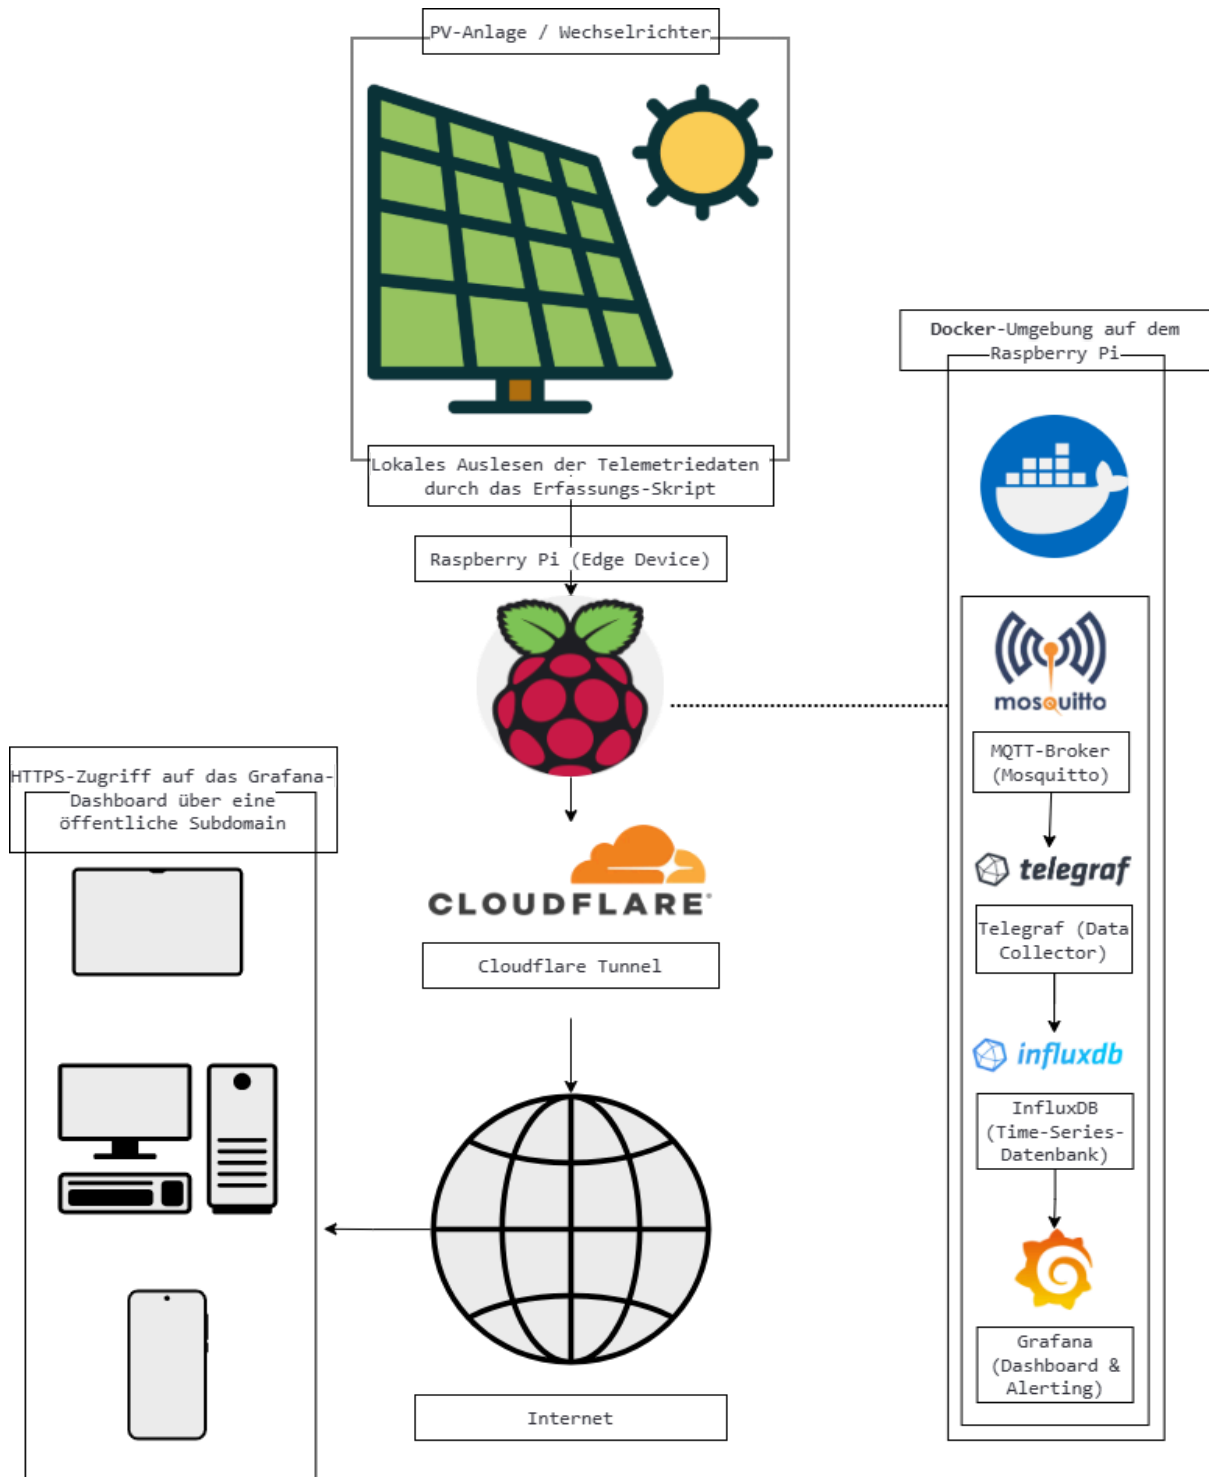 PV-Anlage / Wechselrichter
Lokales Auslesen der Telemetriedaten
durch das Erfassungs-Skript
Raspberry Pi (Edge Device)
CLOUDFLARE
Cloudflare Tunnel
Internet
HTTPS-Zugriff auf das Grafana-
Dashboard über eine
öffentliche Subdomain
Docker-Umgebung auf dem
Raspberry Pi
mosquitto
MQTT-Broker
(Mosquitto)
telegraf
Telegraf (Data
Collector)
influxdb
InfluxDB
(Time-Series-
Datenbank)
Grafana
(Dashboard &
Alerting)